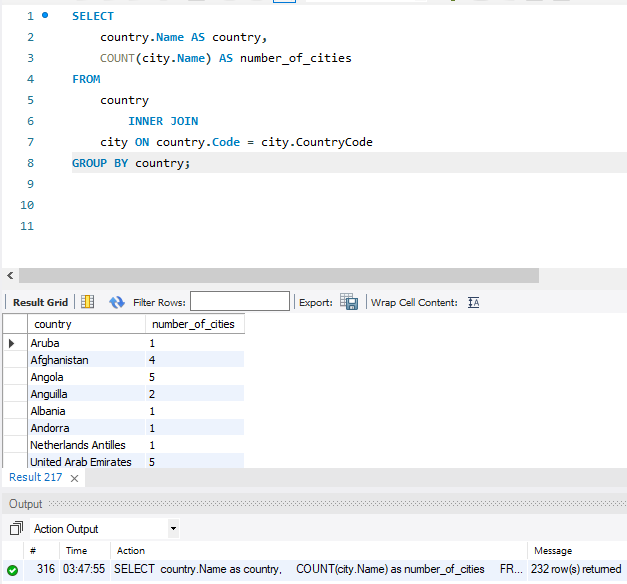 1 SELECT
2 country.Name AS country,
3 COUNT(city.Name) AS number_of_cities
4 FROM
5 country
6 INNER JOIN
7 city ON country.Code = city.CountryCode
8 GROUP BY country;
9
10
11
Result Grid Filter Rows: Export: Wrap Cell Content: IA
country number_of_cities
Aruba 1
Afghanistan 4
Angola 5
Anguilla 2
Albania 1
Andorra 1
Netherlands Antilles 1
United Arab Emirates 5
Result 217 ×
Output
Action Output
# Time Action Message
316 03:47:55 SELECT country.Name as country, COUNT(city.Name) as number_of_cities FR... 232 row(s) returned